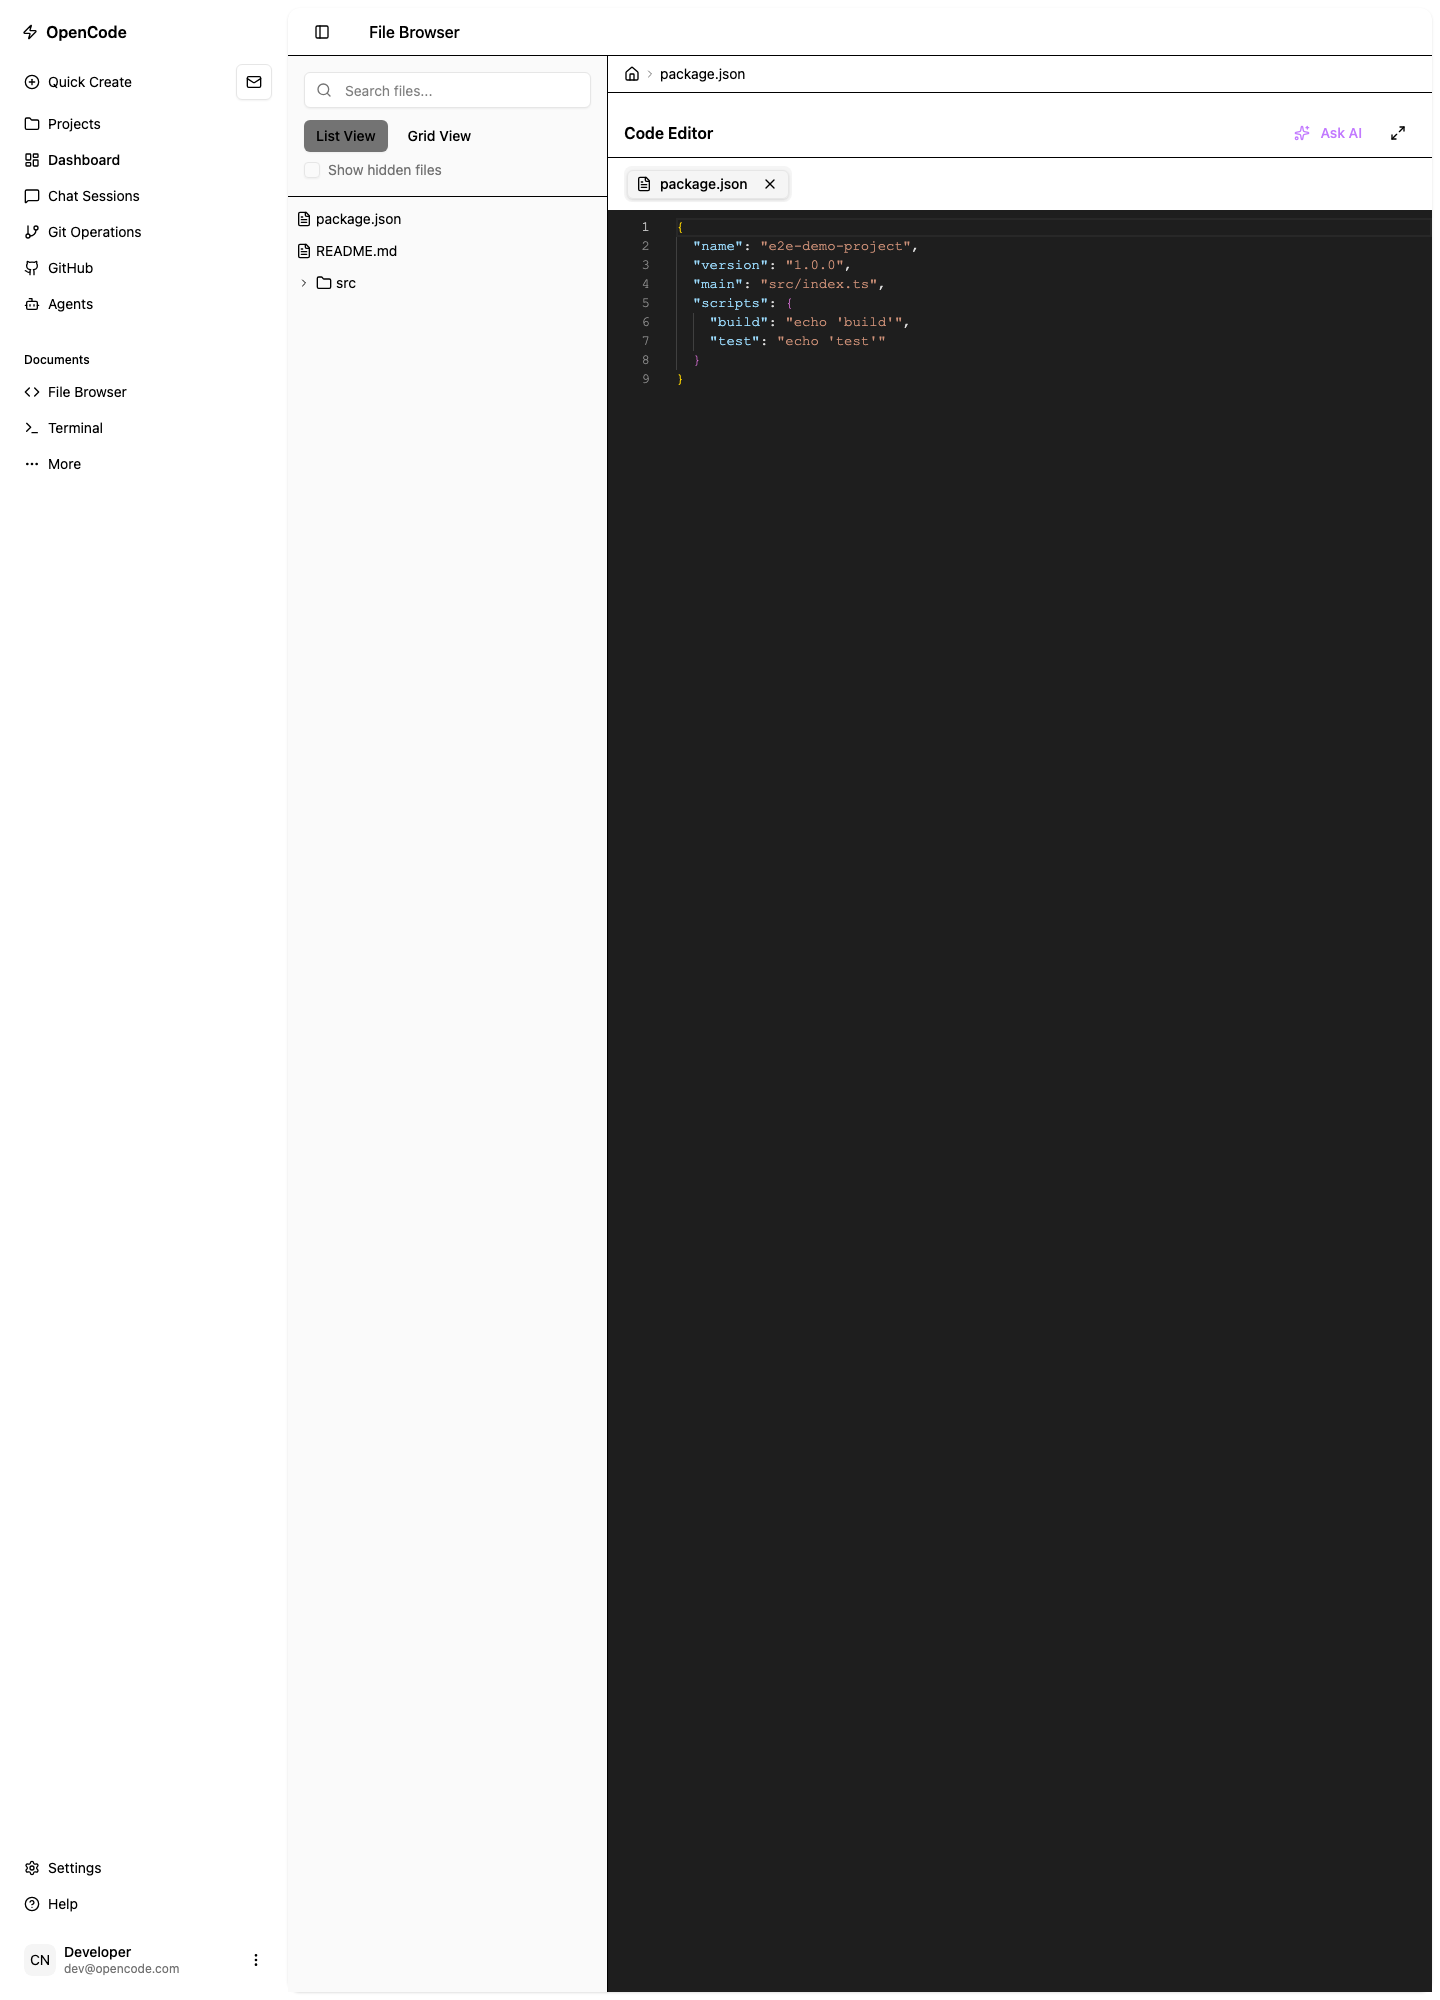 OpenCode
Quick Create
Projects
Dashboard
Chat Sessions
Git Operations
GitHub
Agents
Documents
File Browser
Terminal
More
Settings
Help
CN
Developer
dev@opencode.com
File Browser
Search files...
List View
Grid View
Show hidden files
package.json
README.md
src
package.json
Code Editor
Ask AI
package.json
1 {
2   "name": "e2e-demo-project",
3   "version": "1.0.0",
4   "main": "src/index.ts",
5   "scripts": {
6     "build": "echo 'build'",
7     "test": "echo 'test'"
8   }
9 }